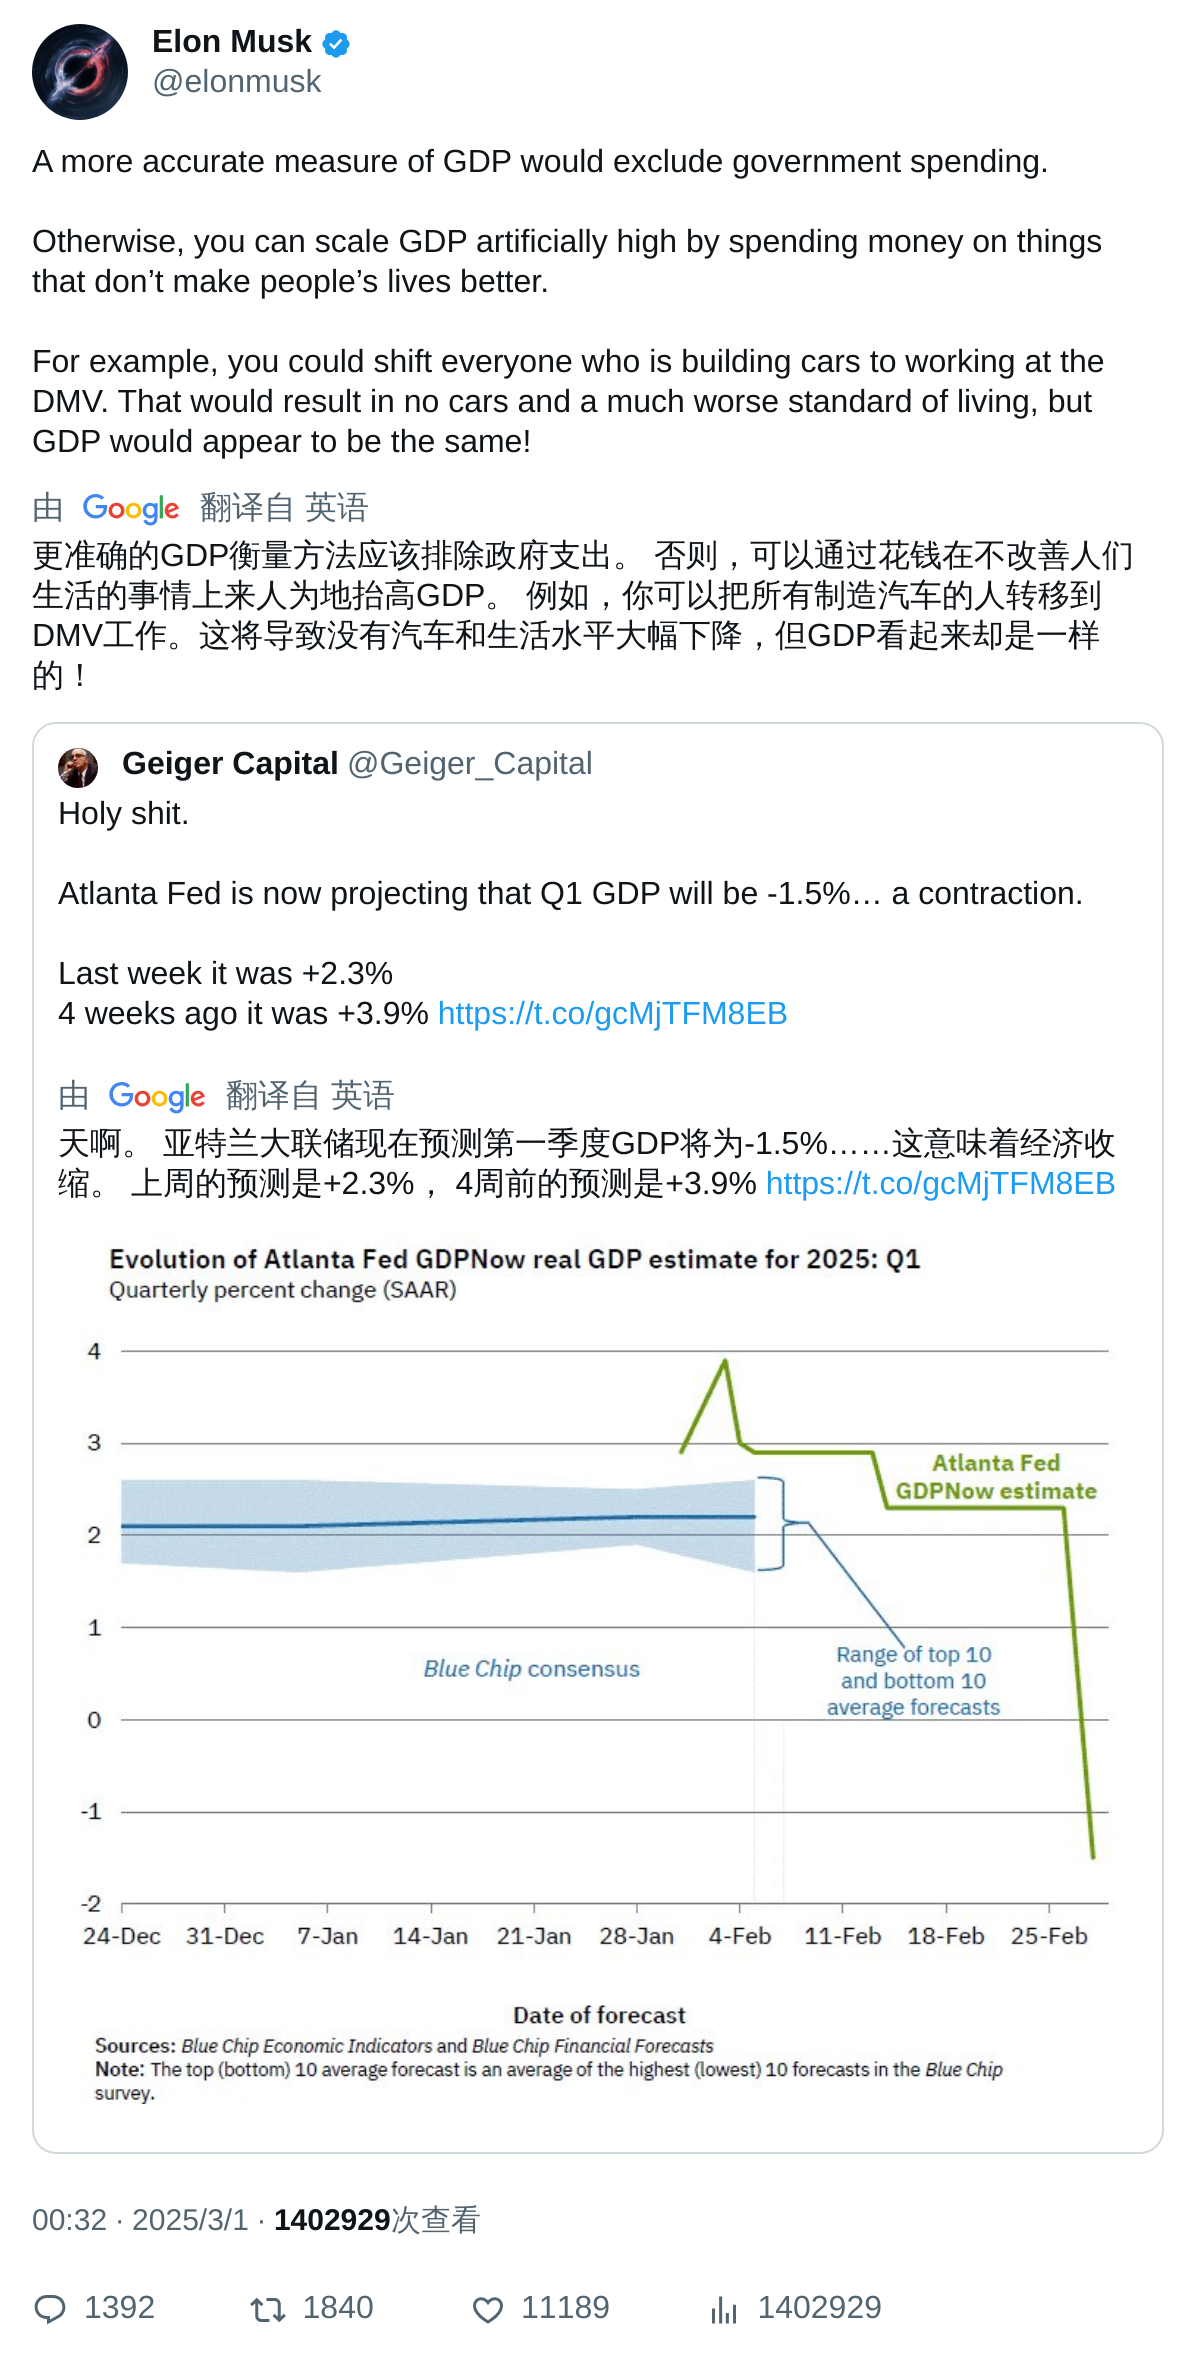 Elon Musk
@elonmusk
A more accurate measure of GDP would exclude government spending.
Otherwise, you can scale GDP artificially high by spending money on things
that don’t make people’s lives better.
For example, you could shift everyone who is building cars to working at the
DMV. That would result in no cars and a much worse standard of living, but
GDP would appear to be the same!
由 Google 翻译自 英语
更准确的GDP衡量方法应该排除政府支出。 否则，可以通过花钱在不改善人们
生活的事情上来人为地抬高GDP。 例如，你可以把所有制造汽车的人转移到
DMV工作。这将导致没有汽车和生活水平大幅下降，但GDP看起来却是一样
的！
Geiger Capital @Geiger_Capital
Holy shit.
Atlanta Fed is now projecting that Q1 GDP will be -1.5%… a contraction.
Last week it was +2.3%
4 weeks ago it was +3.9% https://t.co/gcMjTFM8EB
由 Google 翻译自 英语
天啊。 亚特兰大联储现在预测第一季度GDP将为-1.5%……这意味着经济收
缩。 上周的预测是+2.3%， 4周前的预测是+3.9% https://t.co/gcMjTFM8EB
Evolution of Atlanta Fed GDPNow real GDP estimate for 2025: Q1
Quarterly percent change (SAAR)
4
3
Atlanta Fed
GDPNow estimate
2
1
Range of top 10
and bottom 10
average forecasts
Blue Chip consensus
0
-1
-2
24-Dec 31-Dec 7-Jan 14-Jan 21-Jan 28-Jan 4-Feb 11-Feb 18-Feb 25-Feb
Date of forecast
Sources: Blue Chip Economic Indicators and Blue Chip Financial Forecasts
Note: The top (bottom) 10 average forecast is an average of the highest (lowest) 10 forecasts in the Blue Chip
survey.
00:32 · 2025/3/1 · 1402929次查看
1392 1840 11189 1402929